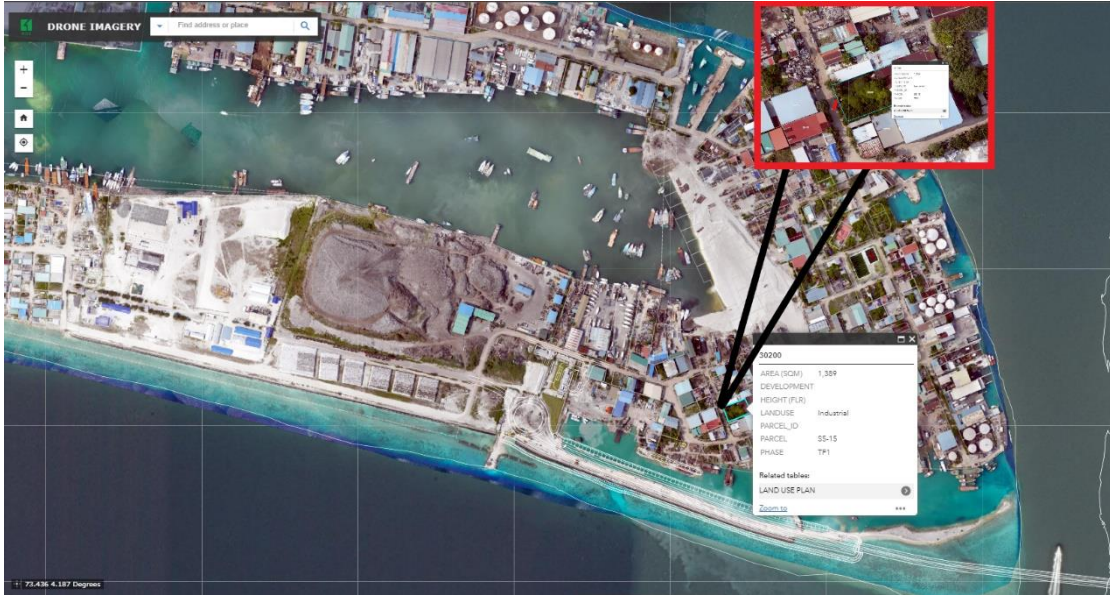 DRONE IMAGERY
Find address or place
+
−
30200
AREA (SQM) 1,389
DEVELOPMENT
HEIGHT (FLR)
LANDUSE Industrial
PARCEL_ID
PARCEL SS-15
PHASE TF1
Related tables:
LAND USE PLAN
Zoom to
73.436 4.187 Degrees